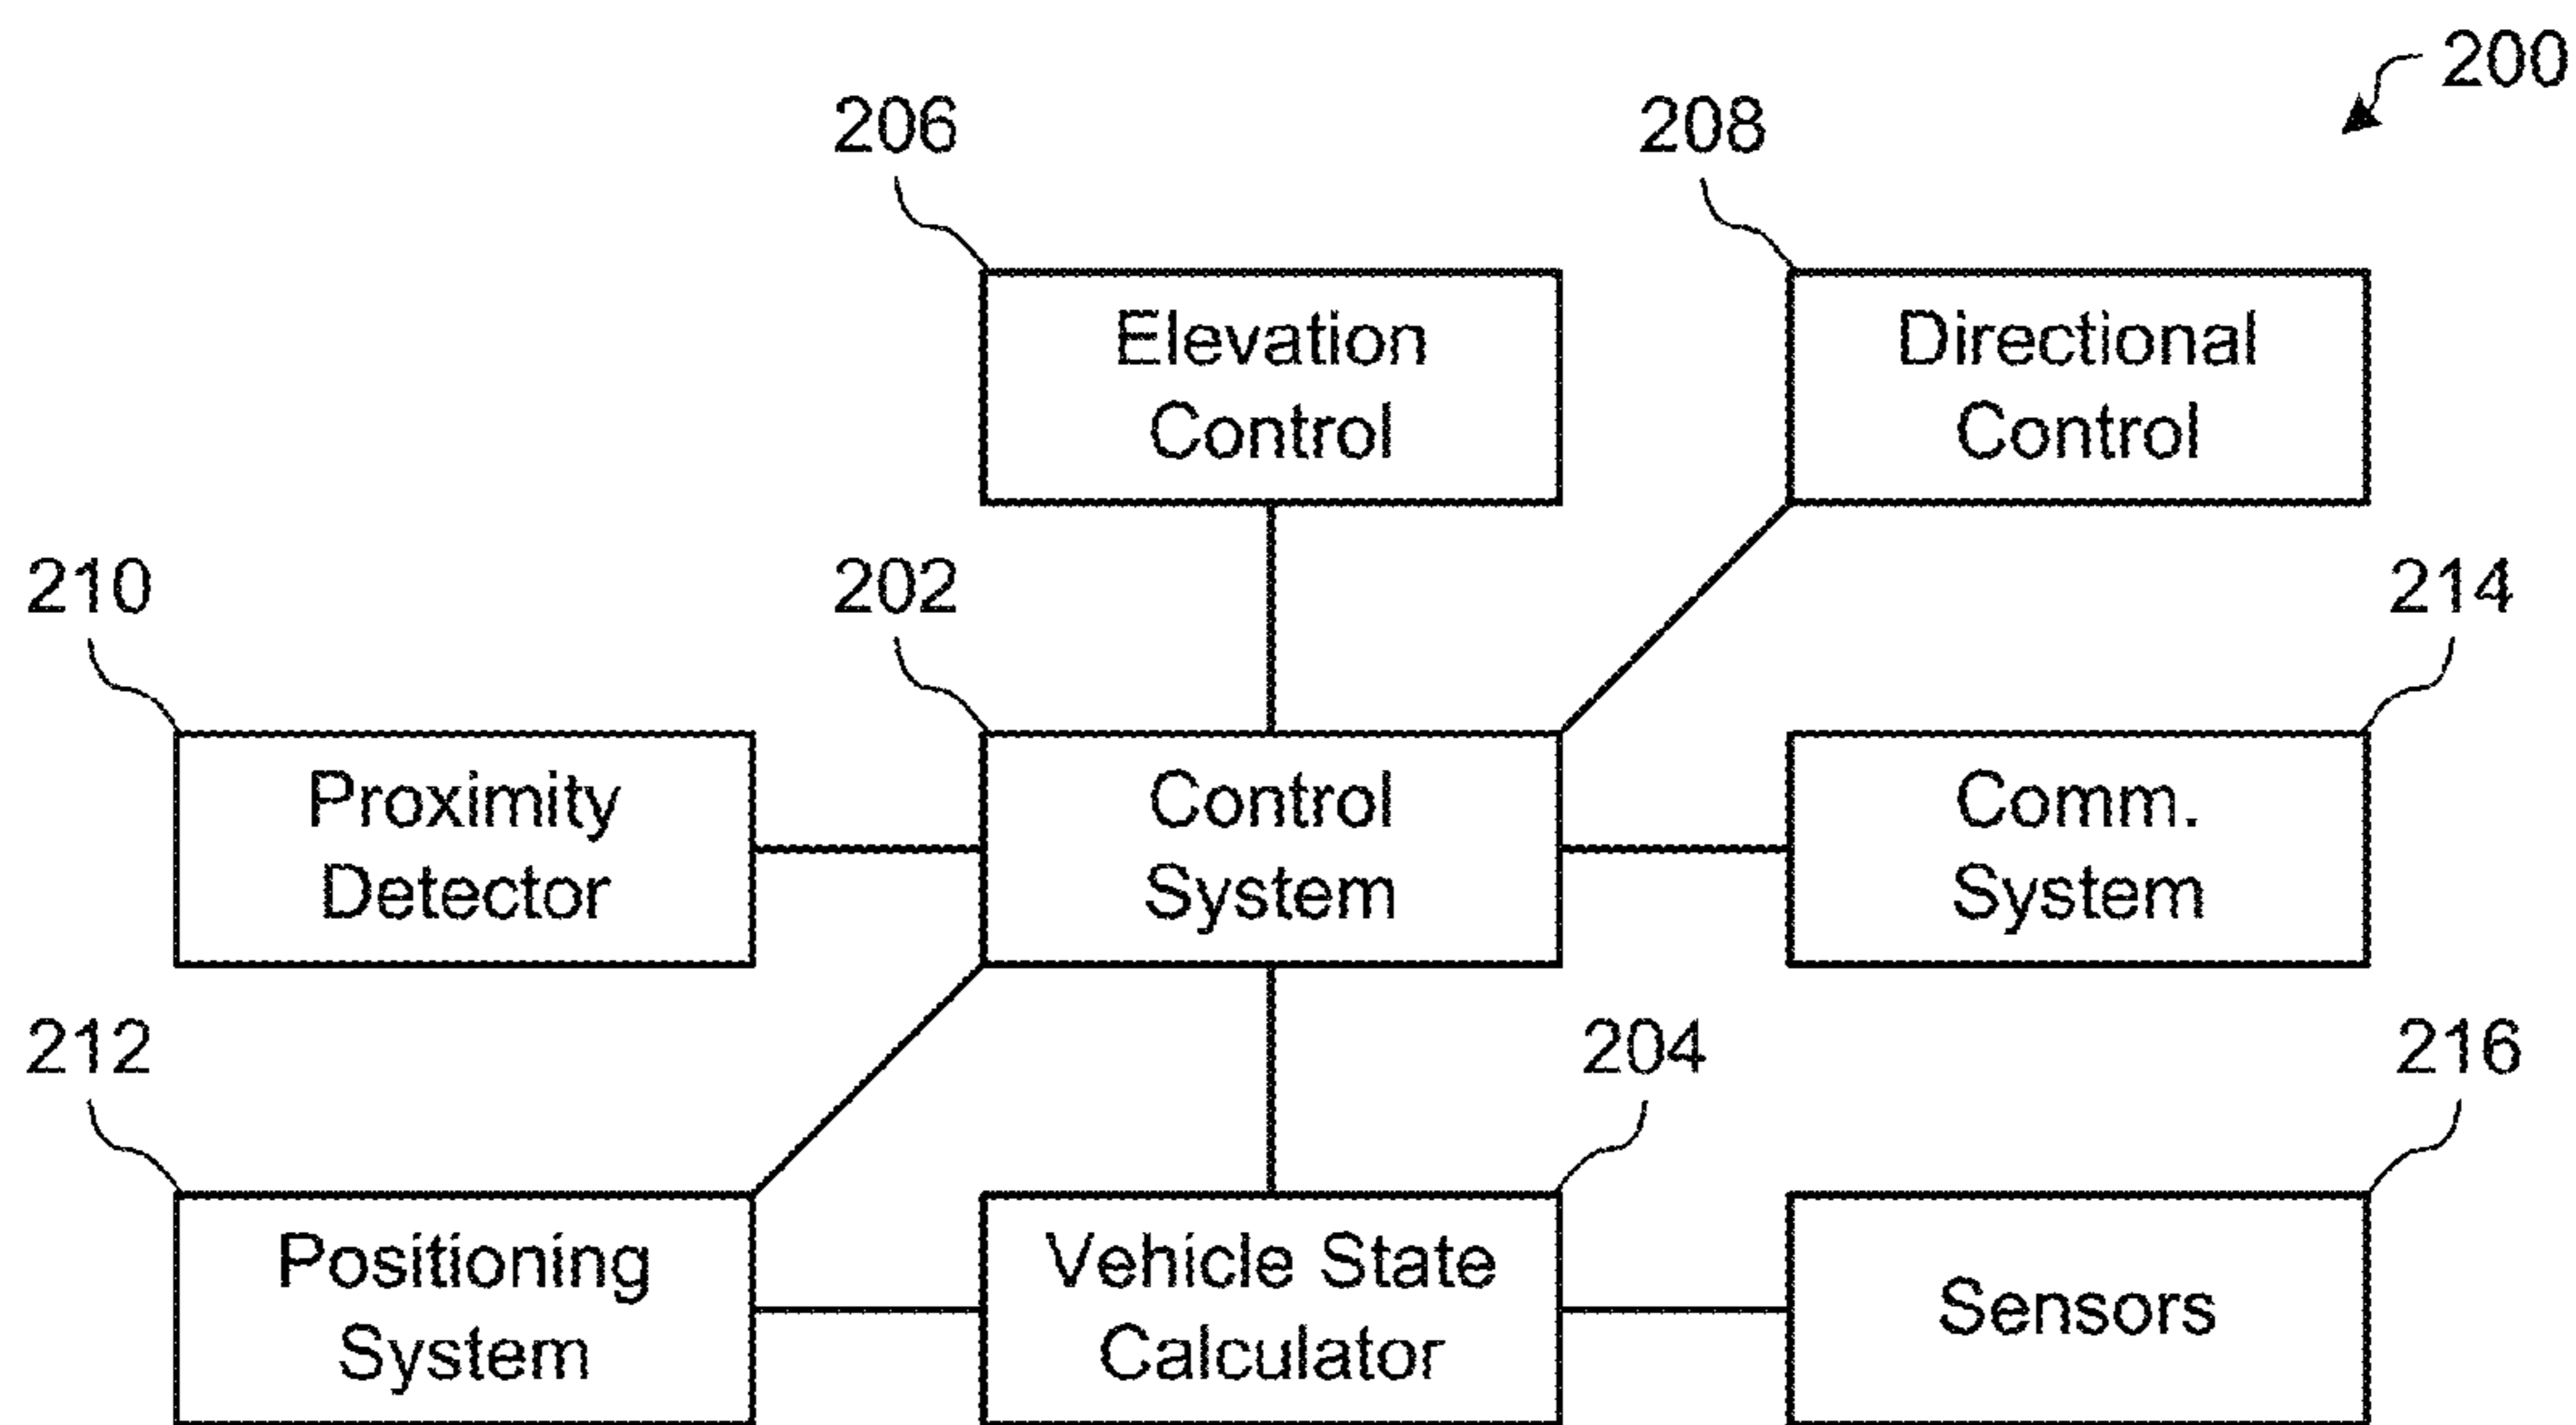 200
206
208
Elevation
Control
Directional
Control
210
202
214
Proximity
Detector
Control
System
Comm.
System
212
204
216
Positioning
System
Vehicle State
Calculator
Sensors